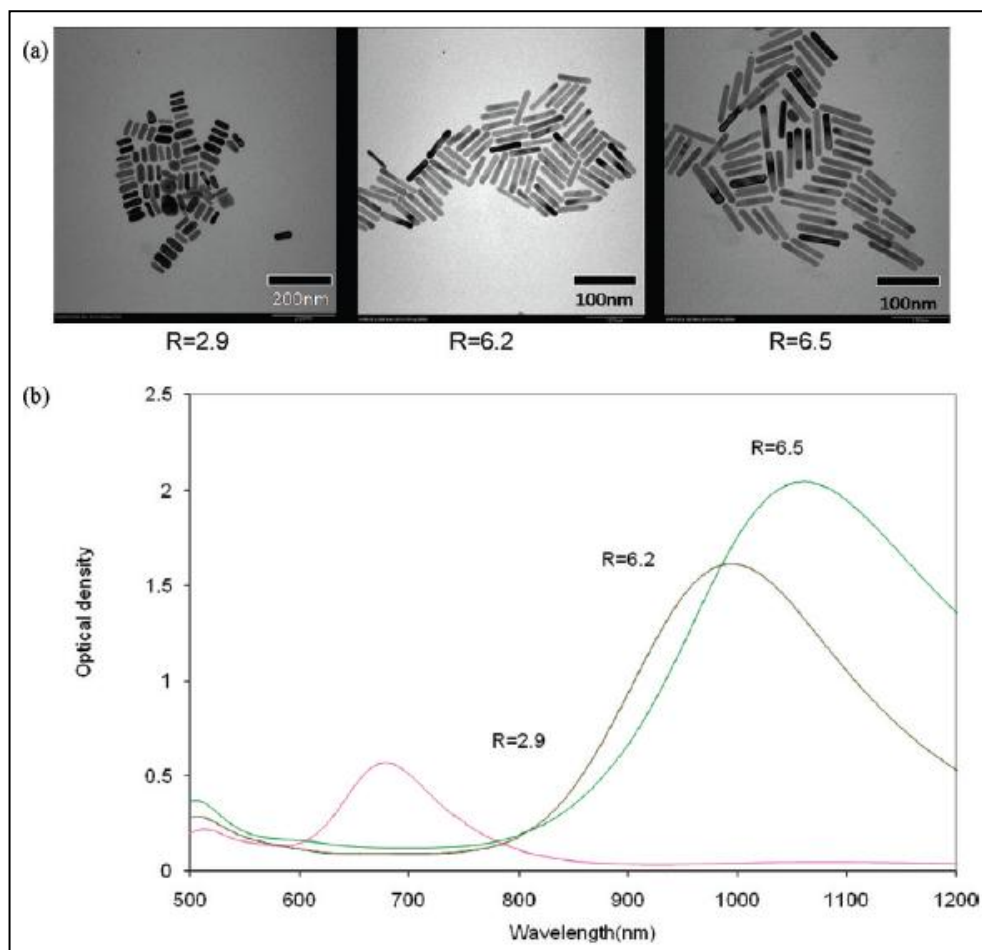 (a)
200nm
100nm
100nm
R=2.9
R=6.2
R=6.5
(b)
2.5
R=6.5
2
R=6.2
1.5
Optical density
1
R=2.9
0.5
0
500
600
700
800
900
1000
1100
1200
Wavelength(nm)